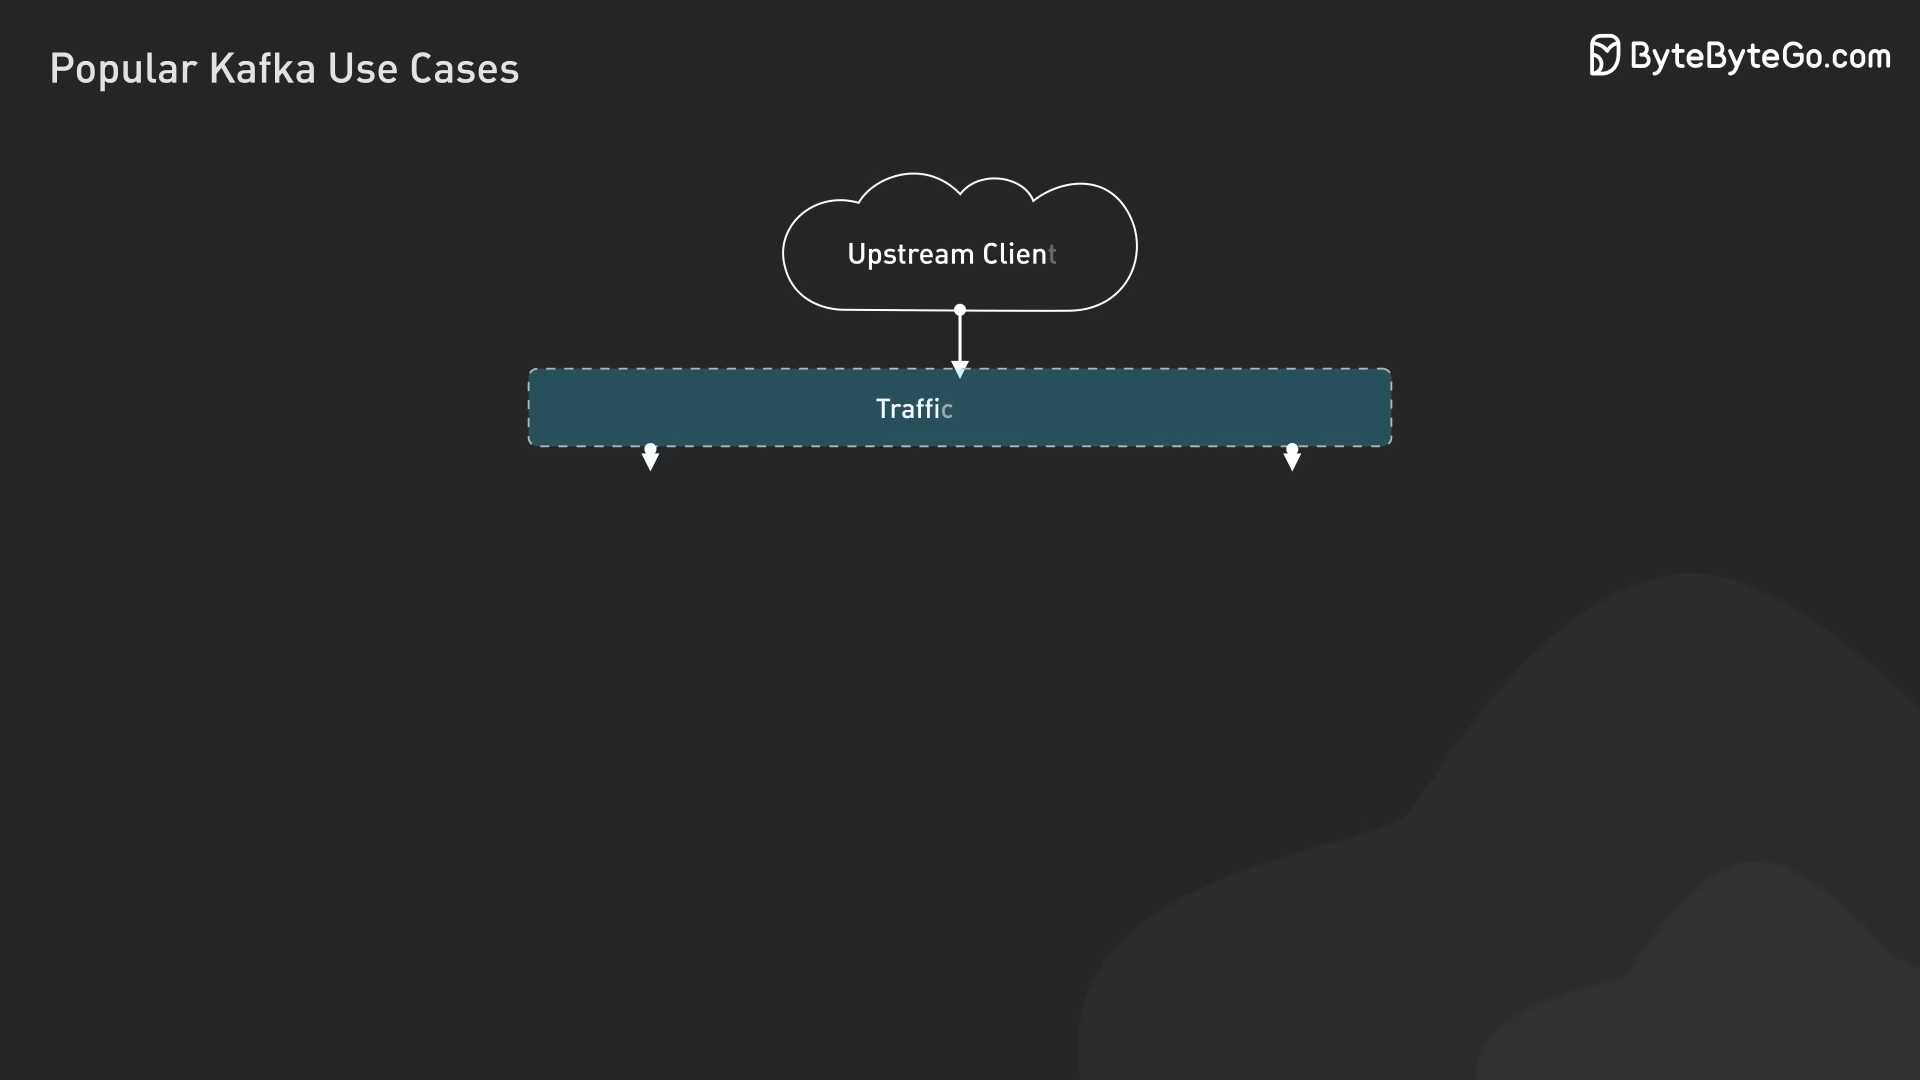 Popular Kafka Use Cases
ByteByteGo.com
Upstream Client
Traffic